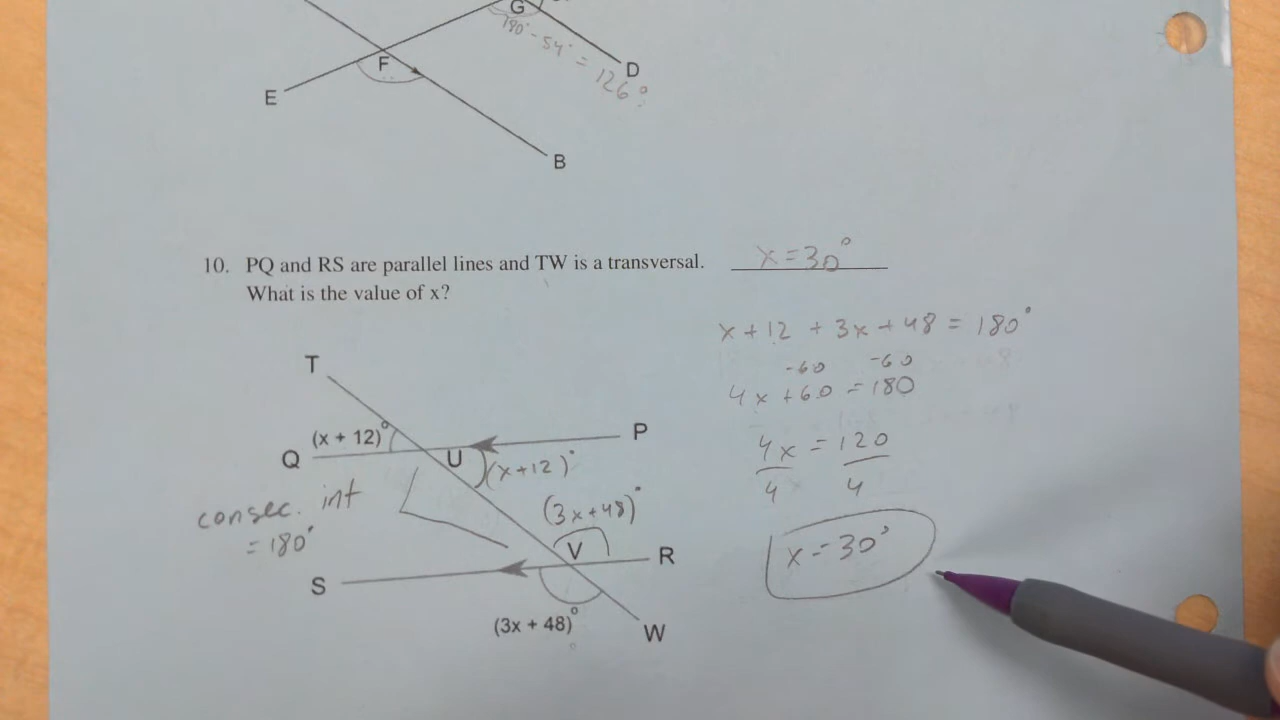 G
180° - 54° = 126°
F
D
E
B
10. PQ and RS are parallel lines and TW is a transversal. x = 30°
What is the value of x?
x + 12 + 3x + 48 = 180°
-60 -60
4x + 60 = 180
4x = 120
4 4
x = 30°
T
(x + 12)°
P
Q
U
(x + 12)°
consec. int
= 180°
(3x + 48)°
V
R
S
(3x + 48)°
W